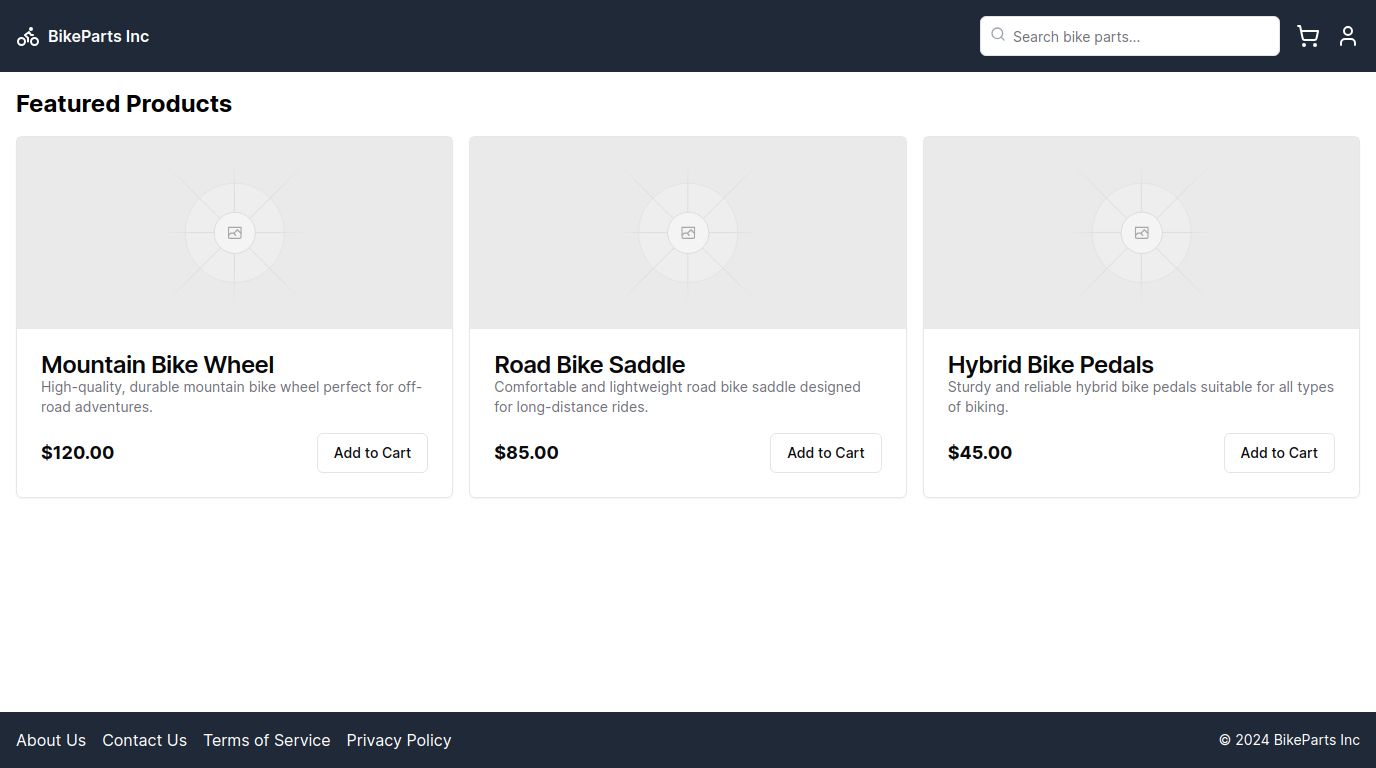 BikeParts Inc
Search bike parts...
Featured Products
Mountain Bike Wheel
High-quality, durable mountain bike wheel perfect for off-
road adventures.
$120.00
Add to Cart
Road Bike Saddle
Comfortable and lightweight road bike saddle designed
for long-distance rides.
$85.00
Add to Cart
Hybrid Bike Pedals
Sturdy and reliable hybrid bike pedals suitable for all types
of biking.
$45.00
Add to Cart
About Us
Contact Us
Terms of Service
Privacy Policy
© 2024 BikeParts Inc